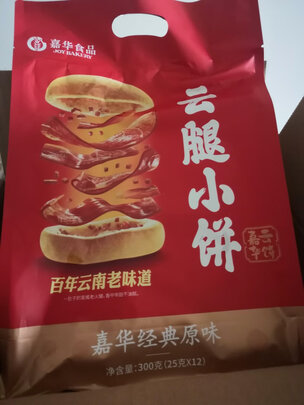 嘉华食品
JOY BAKERY
云腿小饼
嘉华
云饼
百年云南老味道
嘉华经典原味
净含量：300克(25克X12)